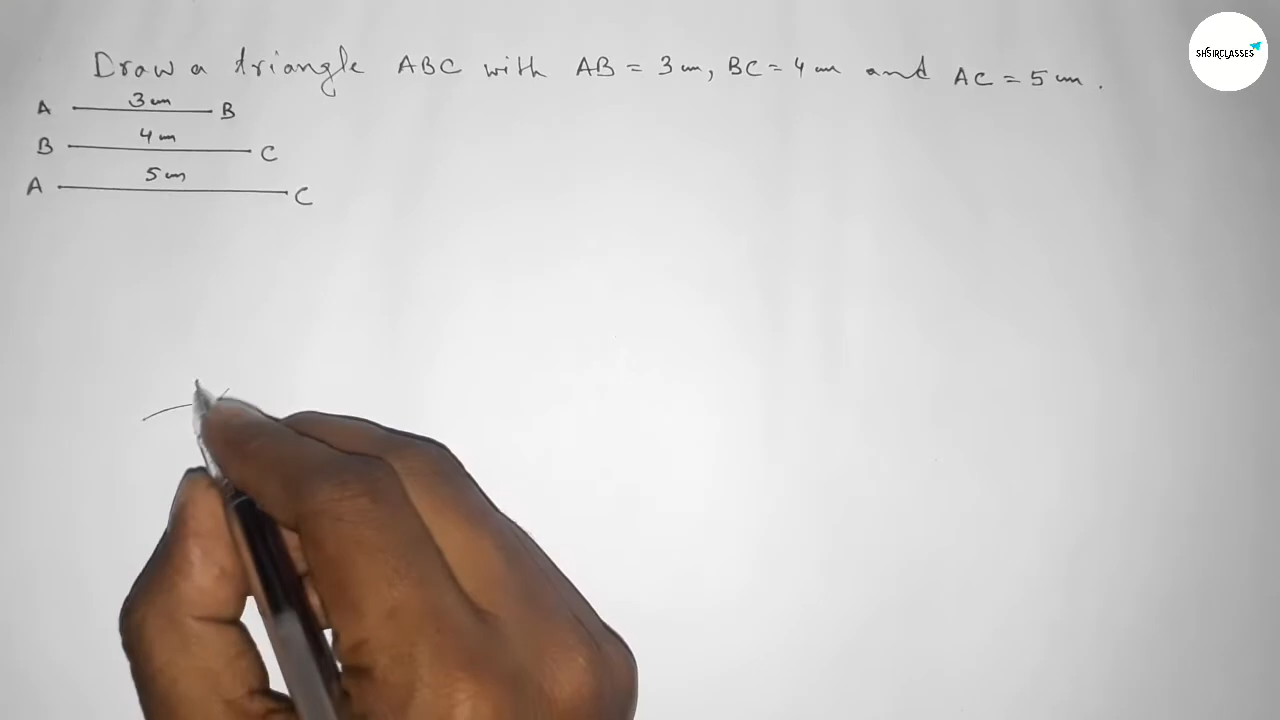 Draw a triangle ABC with AB = 3 cm, BC = 4 cm and AC = 5 cm.
A 3 cm B
B 4 cm C
A 5 cm C
SHSIRCLASSES